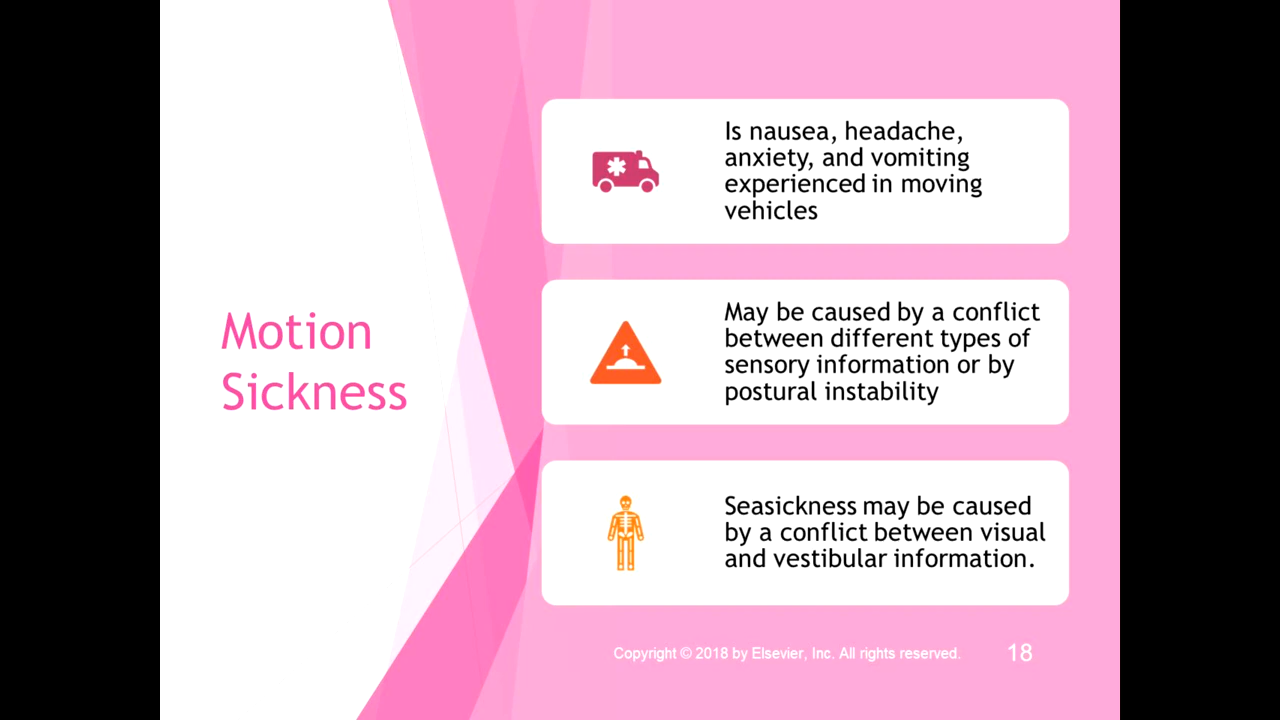 Motion
Sickness
Is nausea, headache,
anxiety, and vomiting
experienced in moving
vehicles
May be caused by a conflict
between different types of
sensory information or by
postural instability
Seasickness may be caused
by a conflict between visual
and vestibular information.
Copyright © 2018 by Elsevier, Inc. All rights reserved.
18